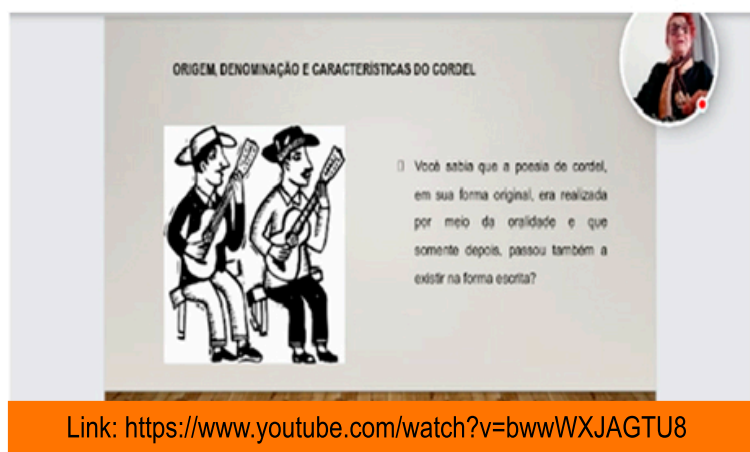 ORIGEM, DENOMINAÇÃO E CARACTERÍSTICAS DO CORDEL
Você sabia que a poesia de cordel,
em sua forma original, era realizada
por meio da oralidade e que
somente depois, passou também a
existir na forma escrita?
Link: https://www.youtube.com/watch?v=bwwWXJAGTU8